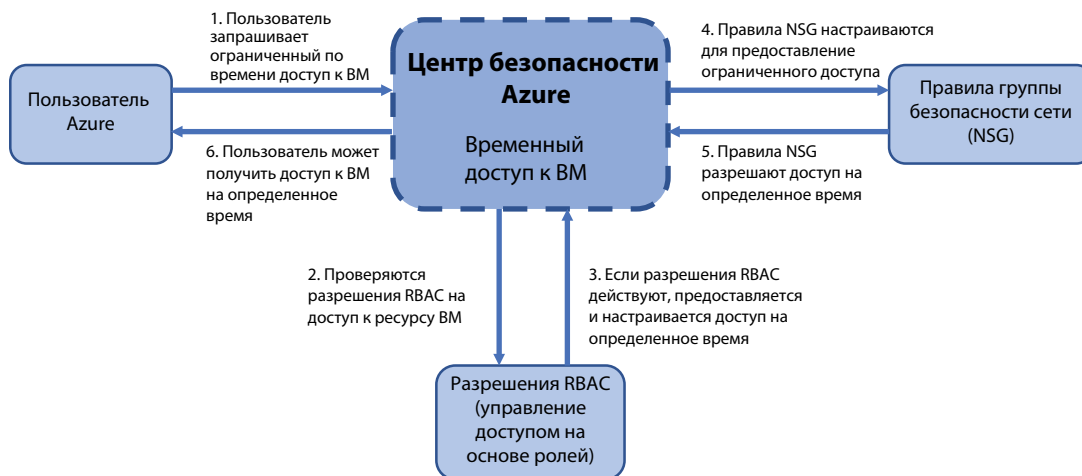 1. Пользователь
запрашивает
ограниченный по
времени доступ к ВМ
Пользователь
Azure
6. Пользователь может
получить доступ к ВМ
на определенное
время
Центр безопасности
Azure
Временный
доступ к ВМ
4. Правила NSG настраиваются
для предоставление
ограниченного доступа
Правила группы
безопасности сети
(NSG)
5. Правила NSG
разрешают доступ на
определенное время
2. Проверяются
разрешения RBAC на
доступ к ресурсу ВМ
3. Если разрешения RBAC
действуют, предоставляется
и настраивается доступ на
определенное время
Разрешения RBAC
(управление
доступом на
основе ролей)